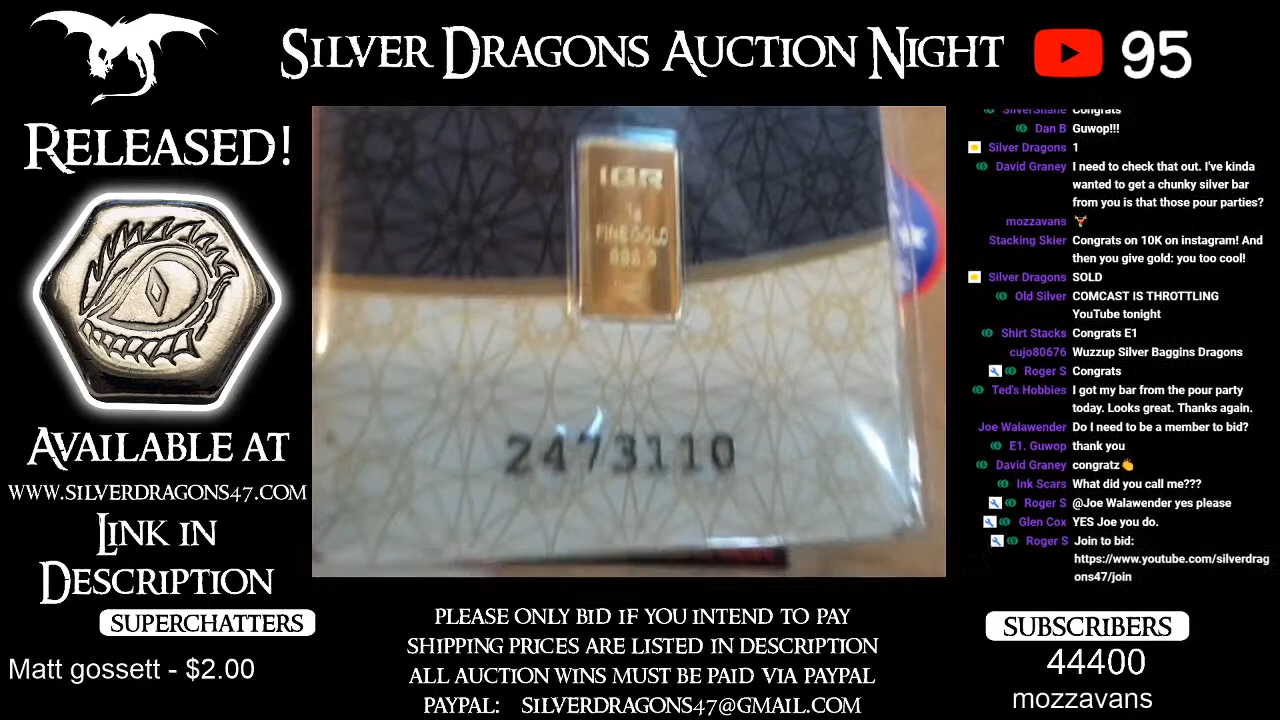 SILVER DRAGONS AUCTION NIGHT
95
RELEASED!
AVAILABLE AT
WWW.SILVERDRAGONS47.COM
LINK IN
DESCRIPTION
SUPERCHATTERS
Matt gossett - $2.00
IGR
1g
FINE GOLD
999.9
2473110
PLEASE ONLY BID IF YOU INTEND TO PAY
SHIPPING PRICES ARE LISTED IN DESCRIPTION
ALL AUCTION WINS MUST BE PAID VIA PAYPAL
PAYPAL: SILVERDRAGONS47@GMAIL.COM
SilverShane Congrats
Dan B Guwop!!!
Silver Dragons 1
David Graney I need to check that out. I've kinda
wanted to get a chunky silver bar
from you is that those pour parties?
mozzavans
Stacking Skier Congrats on 10K on instagram! And
then you give gold: you too cool!
Silver Dragons SOLD
Old Silver COMCAST IS THROTTLING
YouTube tonight
Shirt Stacks Congrats E1
cujo80676 Wuzzup Silver Baggins Dragons
Roger S Congrats
Ted's Hobbies I got my bar from the pour party
today. Looks great. Thanks again.
Joe Walawender Do I need to be a member to bid?
E1. Guwop thank you
David Graney congratz👏
Ink Scars What did you call me???
Roger S @Joe Walawender yes please
Glen Cox YES Joe you do.
Roger S Join to bid:
https://www.youtube.com/silverdrag
ons47/join
SUBSCRIBERS
44400
mozzavans